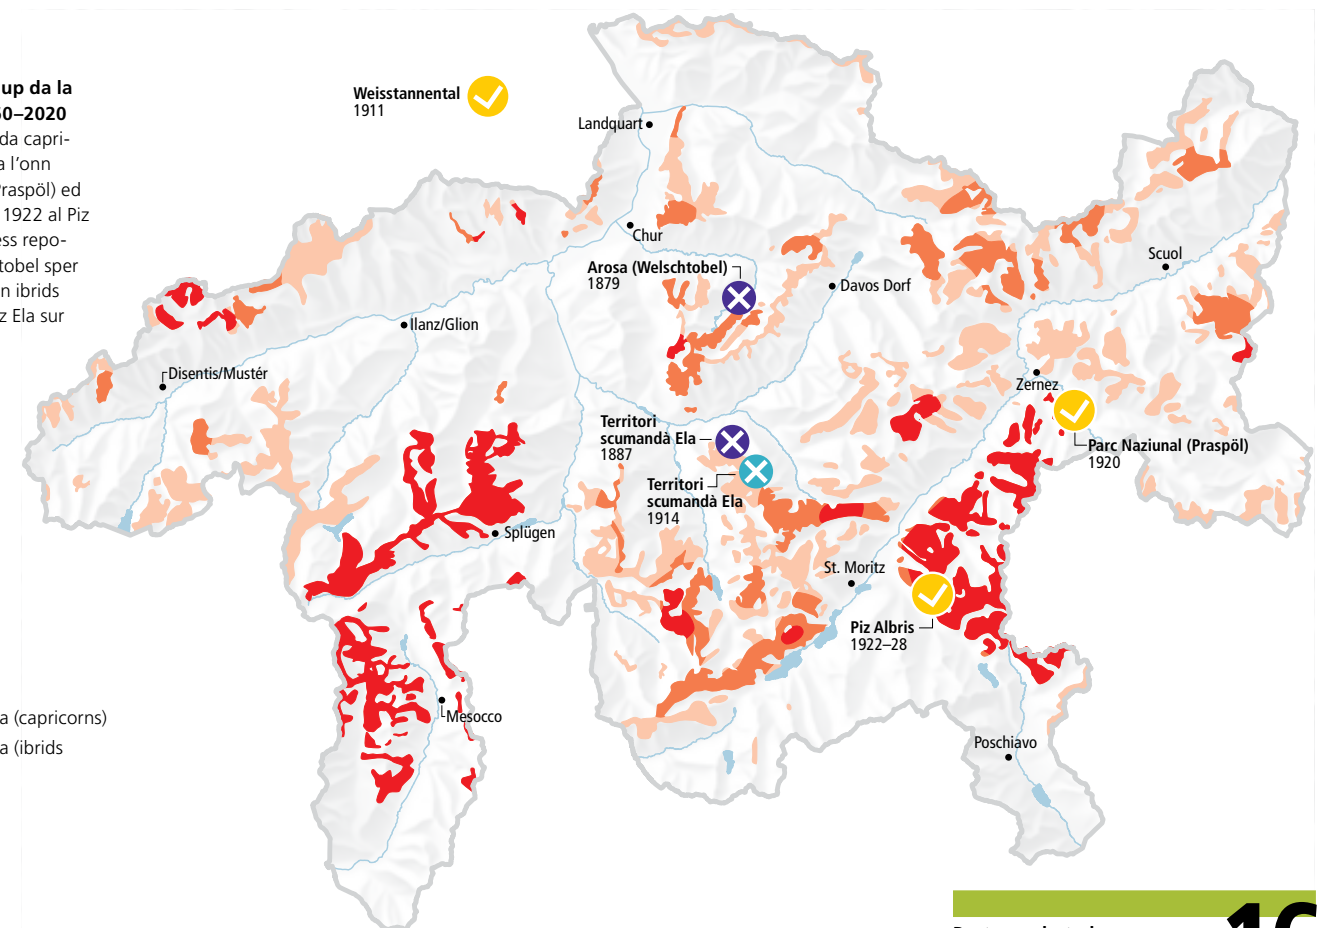 up da la
0–2020
da capri-
a l’onn
Praspöl) ed
1922 al Piz
ess repo-
tobel sper
n ibrids
z Ela sur
Weisstannental
1911
Landquart
Chur
Arosa (Welschtobel)
1879
Davos Dorf
Scuol
Ilanz/Glion
Disentis/Mustér
Zernez
Parc Naziunal (Praspöl)
1920
Territori
scumandà Ela
1887
Territori
scumandà Ela
1914
Splügen
St. Moritz
Piz Albris
1922–28
Mesocco
Poschiavo
a (capricorns)
a (ibrids